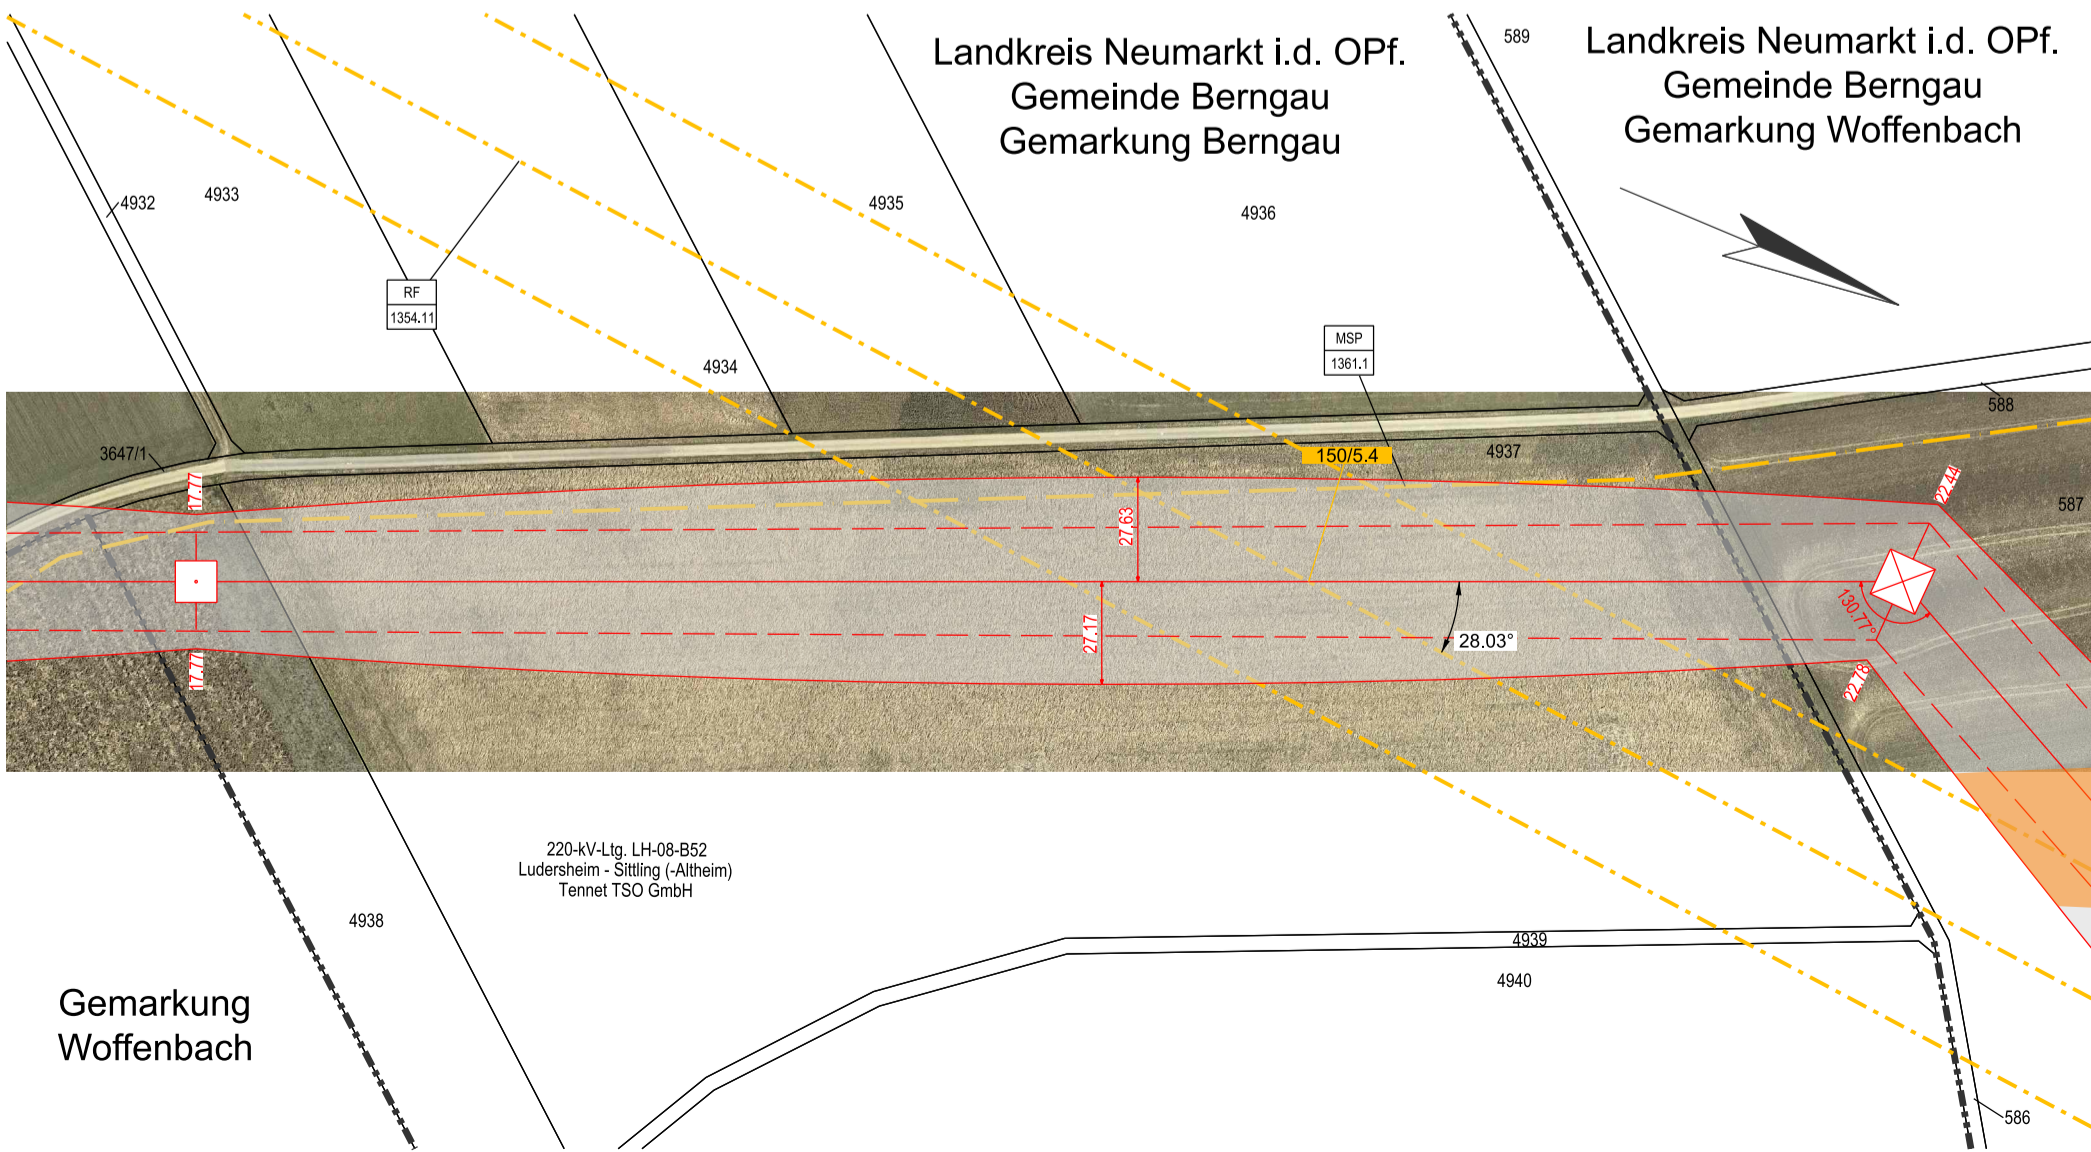 Landkreis Neumarkt i.d. OPf.
Gemeinde Berngau
Gemarkung Berngau
589
Landkreis Neumarkt i.d. OPf.
Gemeinde Berngau
Gemarkung Woffenbach
4932
4933
4935
4936
RF
1354.11
4934
MSP
1361.1
588
3647/1
150/5.4
4937
17.77
22.44
587
27.63
130.77°
27.17
28.03°
17.77
22.78
220-kV-Ltg. LH-08-B52
Ludersheim - Sittling (-Altheim)
Tennet TSO GmbH
4938
4939
4940
Gemarkung
Woffenbach
586